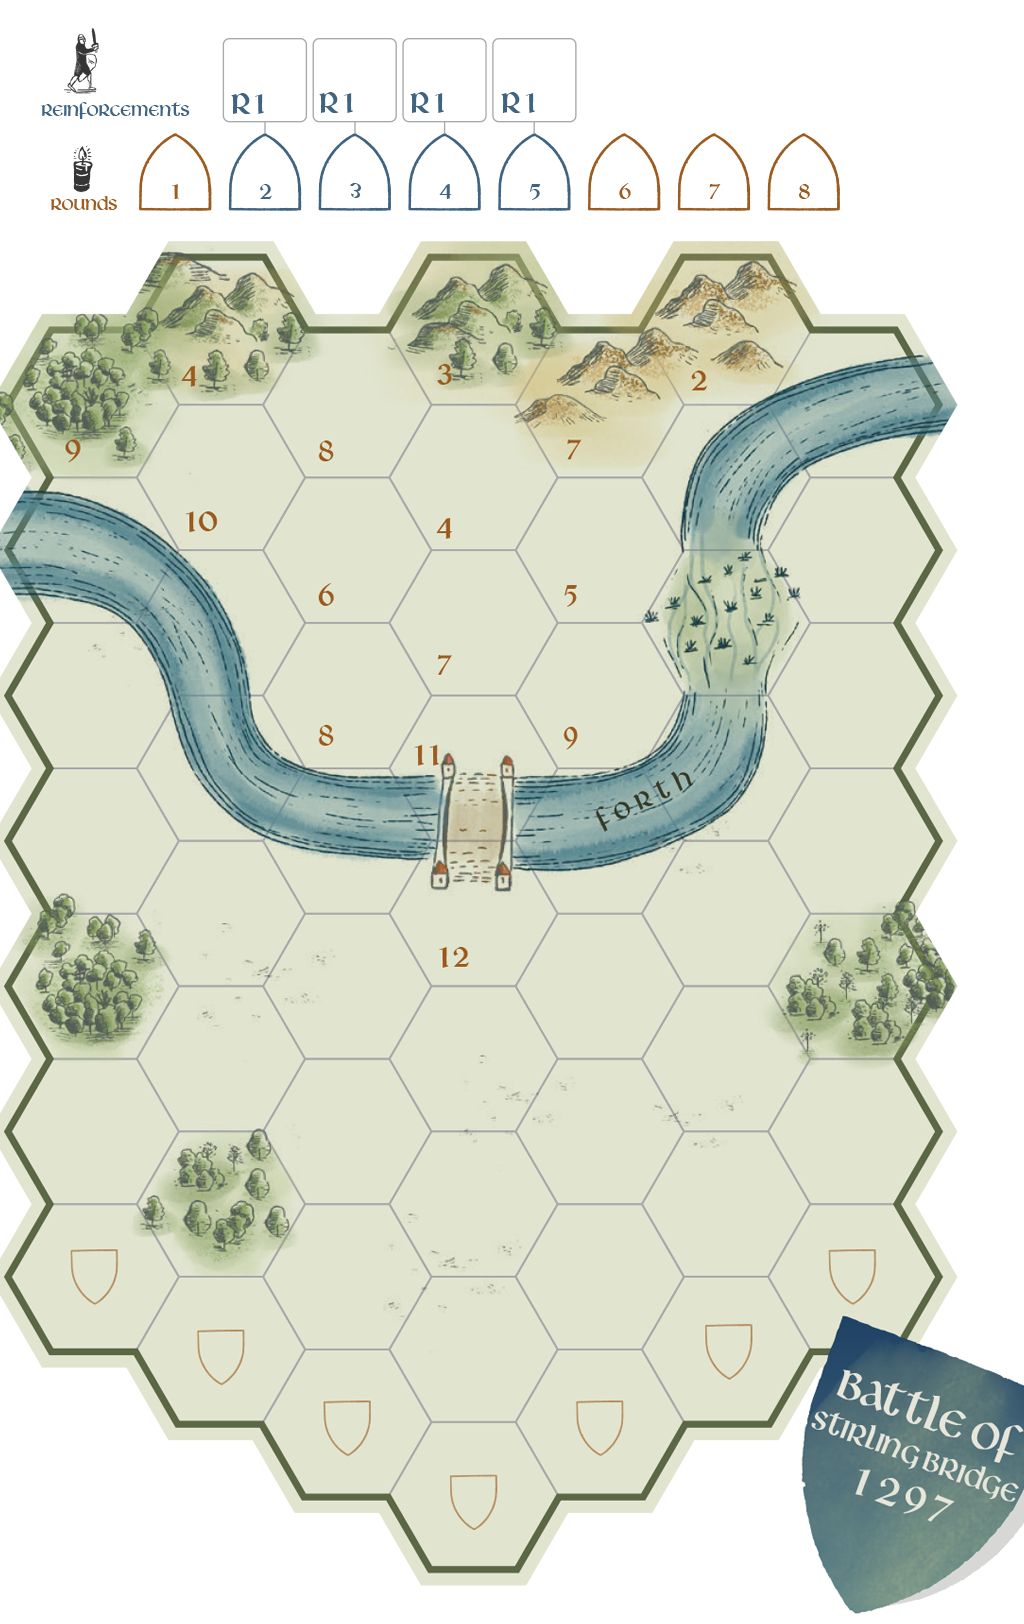 R1 R1 R1 R1
Reinforcements
1 2 3 4 5 6 7 8
Rounds
4 3 2
9 8 7
10 4
6 5
7
8 9
11
forth
12
Battle of
Stirling Bridge
1297